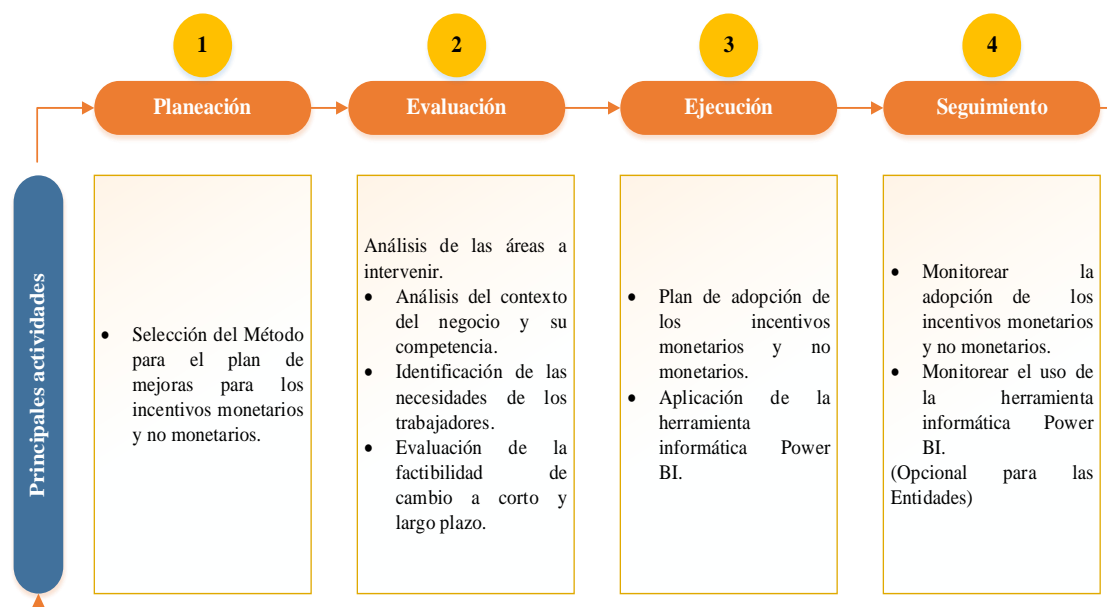 1
2
3
4
Planeación
Evaluación
Ejecución
Seguimiento
Principales actividades
• Selección del Método
para el plan de
mejoras para los
incentivos monetarios
y no monetarios.
Análisis de las áreas a
intervenir.
• Análisis del contexto
del negocio y su
competencia.
• Identificación de las
necesidades de los
trabajadores.
• Evaluación de la
factibilidad de
cambio a corto y
largo plazo.
• Plan de adopción de
los incentivos
monetarios y no
monetarios.
• Aplicación de la
herramienta
informática Power
BI.
• Monitorear la
adopción de los
incentivos monetarios
y no monetarios.
• Monitorear el uso de
la herramienta
informática Power
BI.
(Opcional para las
Entidades)